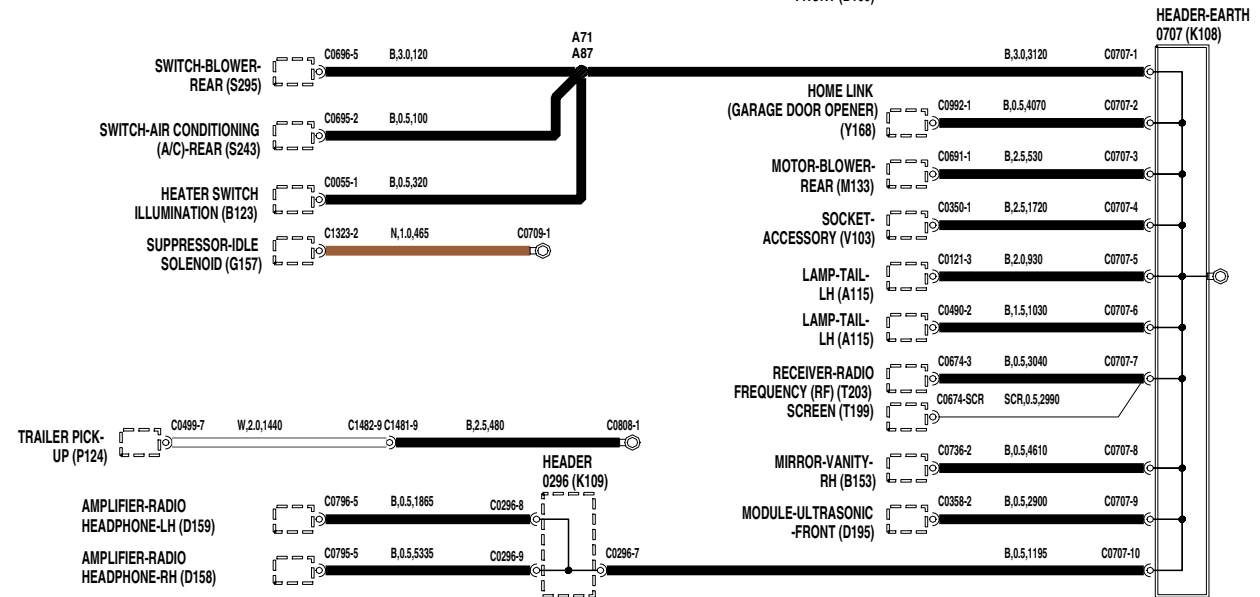 HEADER-EARTH
0707 (K108)
A71
A87
SWITCH-BLOWER-
REAR (S295)
C0696-5 B,3.0,120
B,3.0,3120 C0707-1
HOME LINK
(GARAGE DOOR OPENER)
(Y168)
C0992-1 B,0.5,4070 C0707-2
SWITCH-AIR CONDITIONING
(A/C)-REAR (S243)
C0695-2 B,0.5,100
MOTOR-BLOWER-
REAR (M133)
C0691-1 B,2.5,530 C0707-3
HEATER SWITCH
ILLUMINATION (B123)
C0055-1 B,0.5,320
SOCKET-
ACCESSORY (V103)
C0350-1 B,2.5,1720 C0707-4
SUPPRESSOR-IDLE
SOLENOID (G157)
C1323-2 N,1.0,465 C0709-1
LAMP-TAIL-
LH (A115)
C0121-3 B,2.0,930 C0707-5
LAMP-TAIL-
LH (A115)
C0490-2 B,1.5,1030 C0707-6
RECEIVER-RADIO
FREQUENCY (RF) (T203)
SCREEN (T199)
C0674-3 B,0.5,3040 C0707-7
C0674-SCR SCR,0.5,2990
TRAILER PICK-
UP (P124)
C0499-7 W,2.0,1440 C1482-9 C1481-9 B,2.5,480 C0808-1
HEADER
0296 (K109)
MIRROR-VANITY-
RH (B153)
C0736-2 B,0.5,4610 C0707-8
AMPLIFIER-RADIO
HEADPHONE-LH (D159)
C0796-5 B,0.5,1865 C0296-8
MODULE-ULTRASONIC
-FRONT (D195)
C0358-2 B,0.5,2900 C0707-9
AMPLIFIER-RADIO
HEADPHONE-RH (D158)
C0795-5 B,0.5,5335 C0296-9 C0296-7 B,0.5,1195 C0707-10